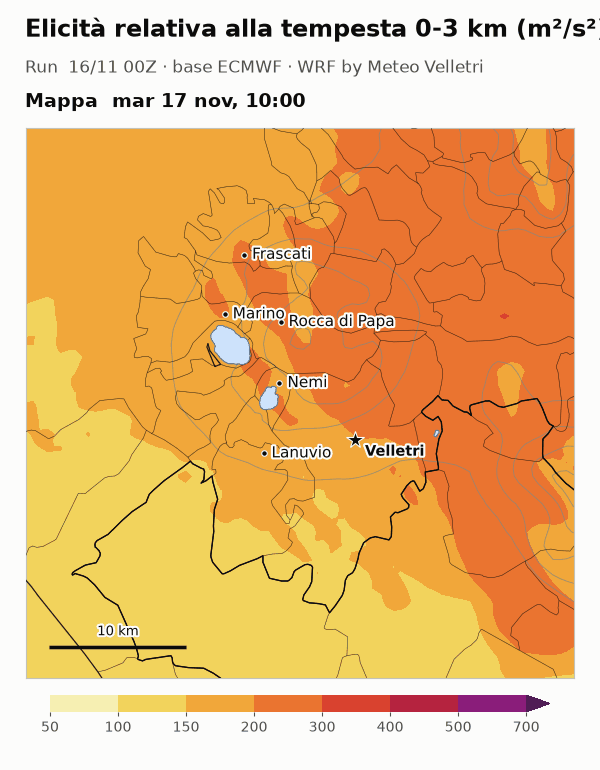 Elicità relativa alla tempesta 0-3 km (m²/s²)
Run  16/11 00Z · base ECMWF · WRF by Meteo Velletri
Mappa  mar 17 nov, 10:00
Frascati
Marino
Rocca di Papa
Nemi
Velletri
Lanuvio
10 km
50 100 150 200 300 400 500 700